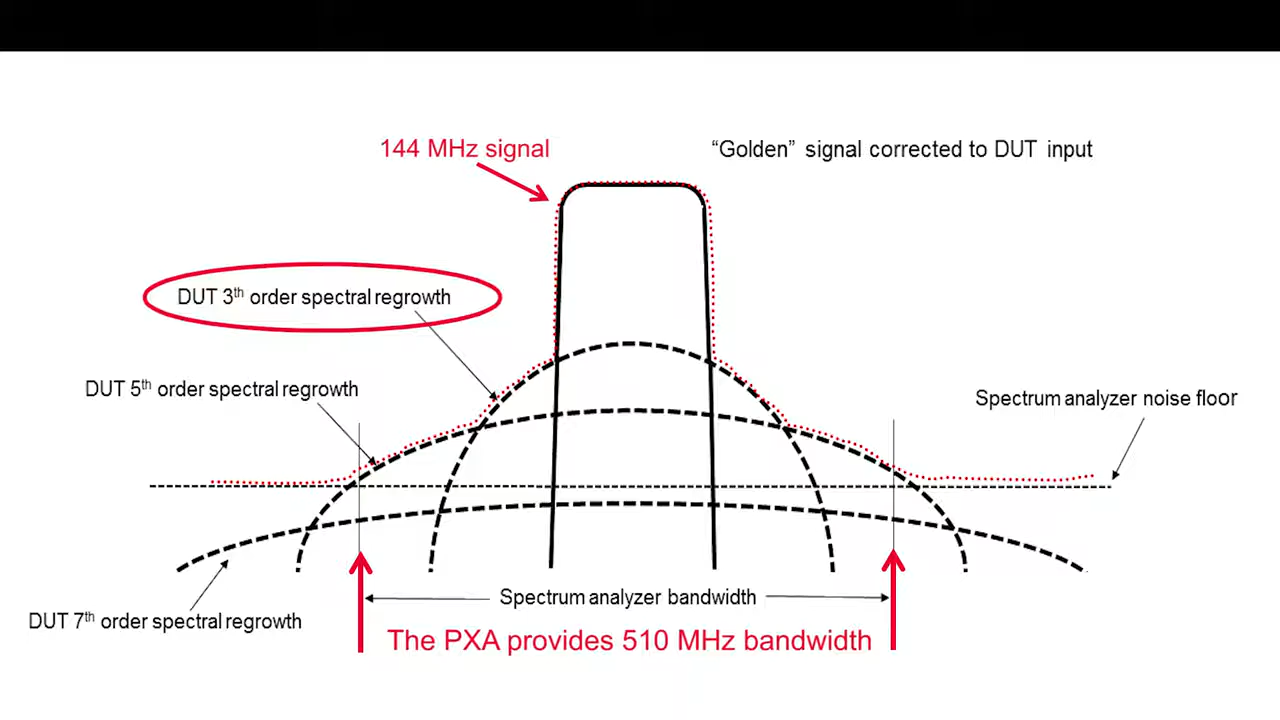 144 MHz signal
“Golden” signal corrected to DUT input
DUT 3th order spectral regrowth
DUT 5th order spectral regrowth
Spectrum analyzer noise floor
Spectrum analyzer bandwidth
DUT 7th order spectral regrowth
The PXA provides 510 MHz bandwidth